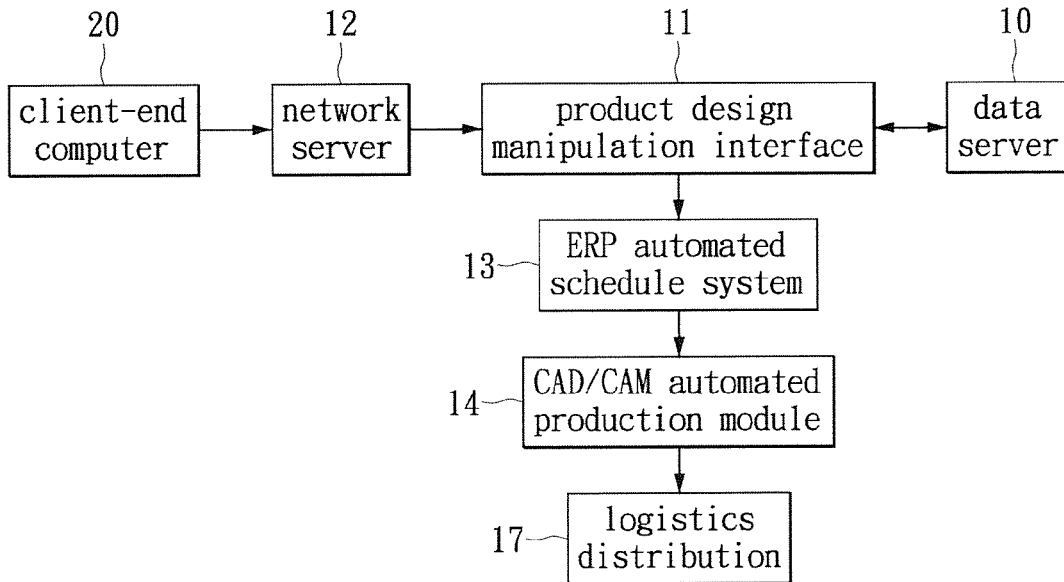 20
12
11
10
client-end
computer
network
server
product design
manipulation interface
data
server
13
ERP automated
schedule system
14
CAD/CAM automated
production module
17
logistics
distribution